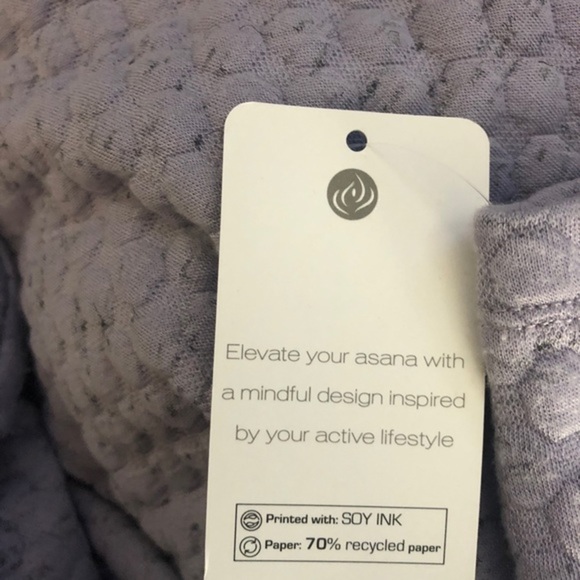 Elevate your asana with
a mindful design inspired
by your active lifestyle
Printed with: SOY INK
Paper: 70% recycled paper